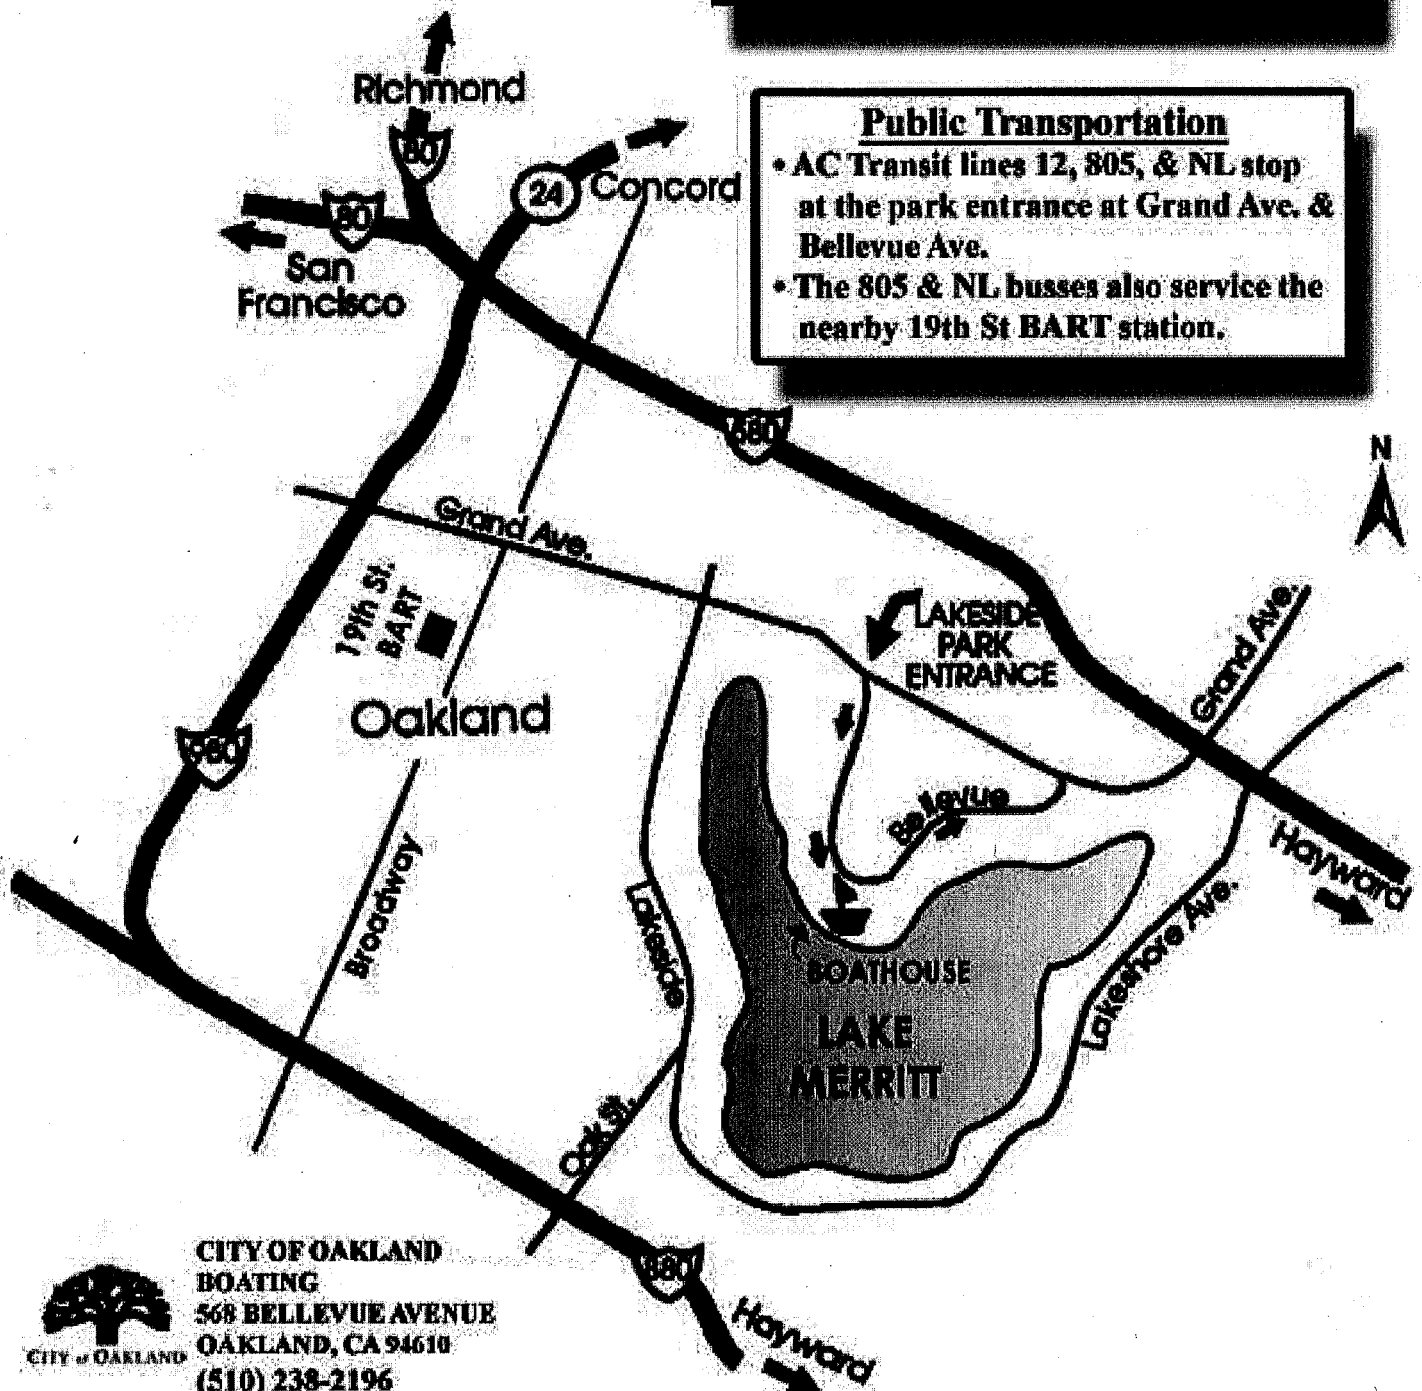 Richmond
80
24
Concord
80
San
Francisco
Public Transportation
• AC Transit lines 12, 805, & NL stop
at the park entrance at Grand Ave. &
Bellevue Ave.
• The 805 & NL busses also service the
nearby 19th St BART station.
580
N
Grand Ave.
19th St.
BART
LAKESIDE
PARK
ENTRANCE
Grand Ave.
Oakland
980
Bellevue
Hayward
Broadway
Lakeside
Lakeshore Ave.
BOATHOUSE
LAKE
MERRITT
Oak St.
880
Hayward
CITY OF OAKLAND
CITY OF OAKLAND
BOATING
568 BELLEVUE AVENUE
OAKLAND, CA 94610
(510) 238-2196